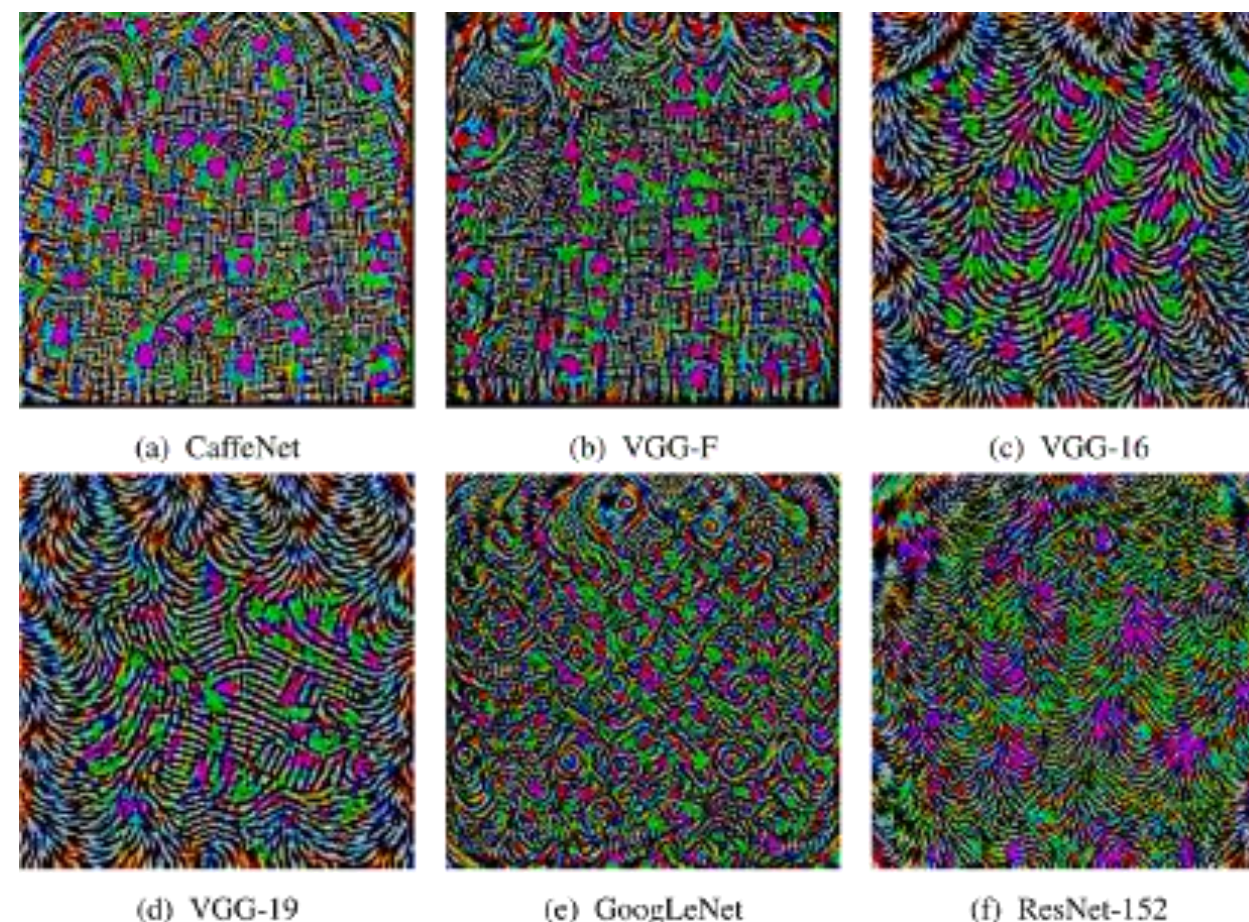 (a) CaffeNet
(b) VGG-F
(c) VGG-16
(d) VGG-19
(e) GoogLeNet
(f) ResNet-152